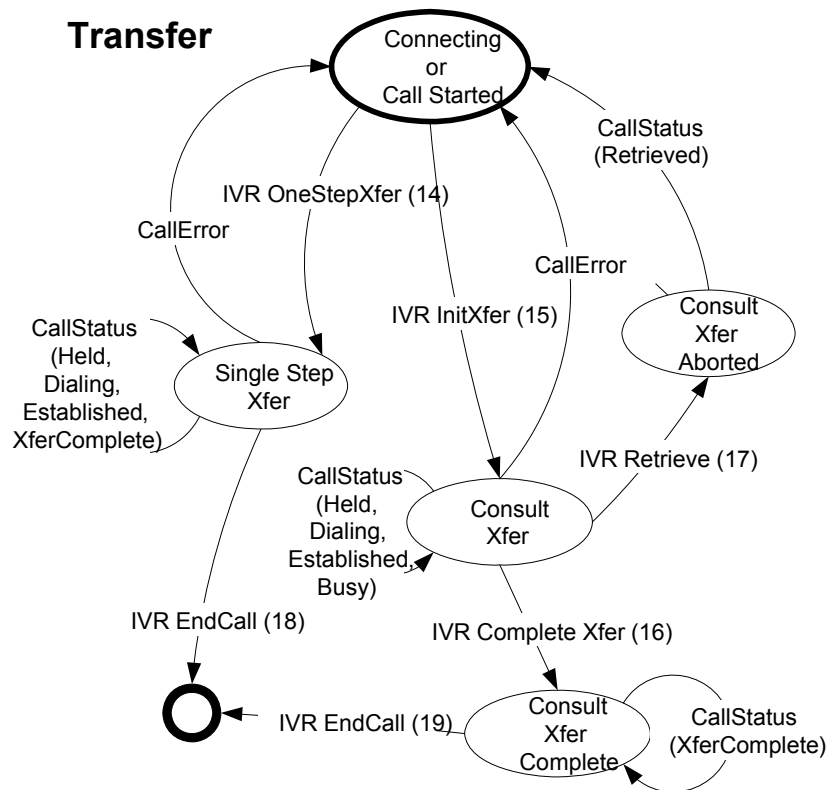 Transfer
Connecting
or
Call Started
CallStatus
(Retrieved)
IVR OneStepXfer (14)
CallError
CallError
IVR InitXfer (15)
Consult
Xfer
Aborted
CallStatus
(Held,
Dialing,
Established,
XferComplete)
Single Step
Xfer
IVR Retrieve (17)
CallStatus
(Held,
Dialing,
Established,
Busy)
Consult
Xfer
IVR EndCall (18)
IVR Complete Xfer (16)
IVR EndCall (19)
Consult
Xfer
Complete
CallStatus
(XferComplete)